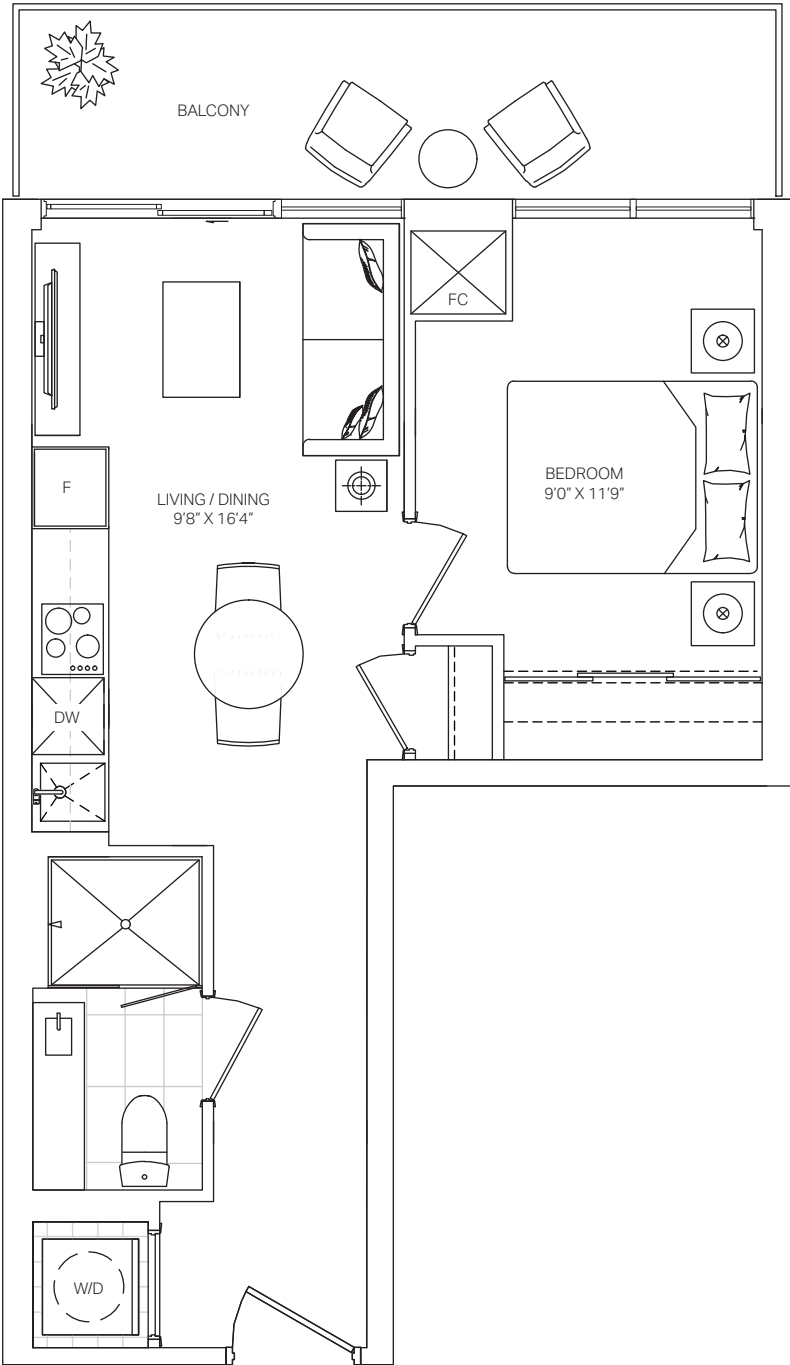 BALCONY
FC
BEDROOM
9'0” X 11'9”
F
LIVING / DINING
9'8” X 16'4”
DW
W/D